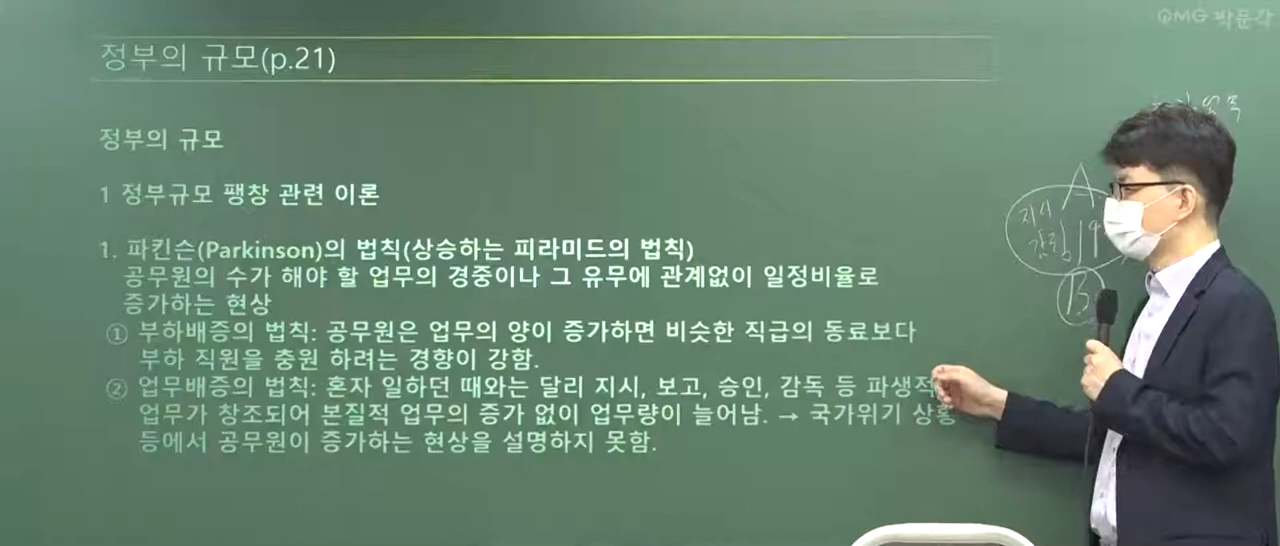 PMG 박문각
정부의 규모(p.21)
정부의 규모
1 정부규모 팽창 관련 이론
1. 파킨슨(Parkinson)의 법칙(상승하는 피라미드의 법칙)
공무원의 수가 해야 할 업무의 경중이나 그 유무에 관계없이 일정비율로
증가하는 현상
① 부하배증의 법칙: 공무원은 업무의 양이 증가하면 비슷한 직급의 동료보다
부하 직원을 충원 하려는 경향이 강함.
② 업무배증의 법칙: 혼자 일하던 때와는 달리 지시, 보고, 승인, 감독 등 파생적
업무가 창조되어 본질적 업무의 증가 없이 업무량이 늘어남. → 국가위기 상황
등에서 공무원이 증가하는 현상을 설명하지 못함.
A
지시
B